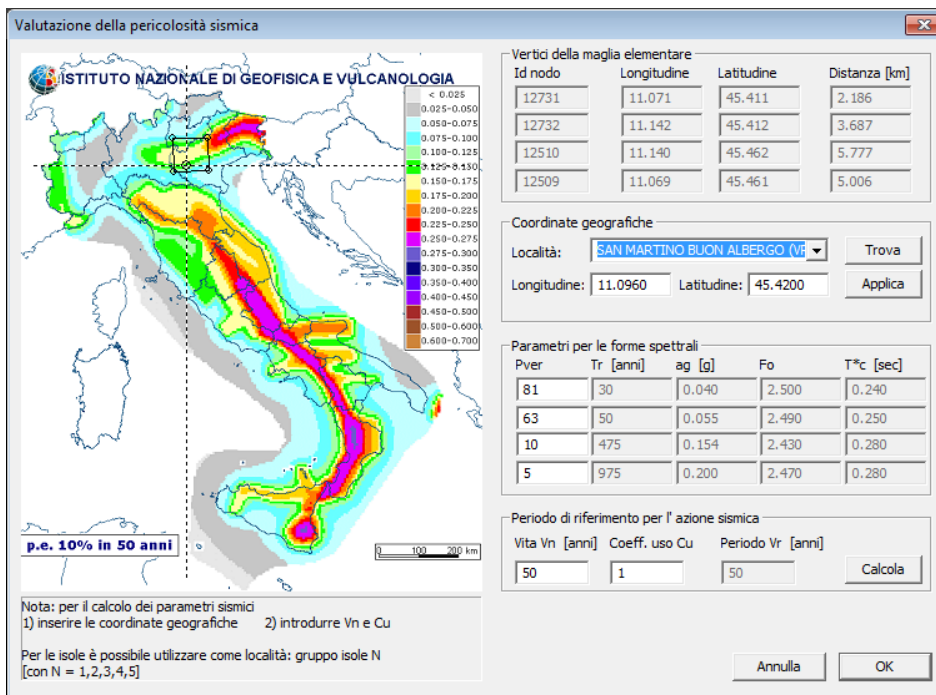 Valutazione della pericolosità sismica
ISTITUTO NAZIONALE DI GEOFISICA E VULCANOLOGIA
< 0.025
0.025-0.050
0.050-0.075
0.075-0.100
0.100-0.125
0.125-0.150
0.150-0.175
0.175-0.200
0.200-0.225
0.225-0.250
0.250-0.275
0.275-0.300
0.300-0.350
0.350-0.400
0.400-0.450
0.450-0.500
0.500-0.600
0.600-0.700
p.e. 10% in 50 anni
0 100 200 km
Nota: per il calcolo dei parametri sismici
1) inserire le coordinate geografiche 2) introdurre Vn e Cu
Per le isole è possibile utilizzare come località: gruppo isole N
[con N = 1,2,3,4,5]
Vertici della maglia elementare
Id nodo Longitudine Latitudine Distanza [km]
12731 11.071 45.411 2.186
12732 11.142 45.412 3.687
12510 11.140 45.462 5.777
12509 11.069 45.461 5.006
Coordinate geografiche
Località: SAN MARTINO BUON ALBERGO (VR Trova
Longitudine: 11.0960 Latitudine: 45.4200 Applica
Parametri per le forme spettrali
Pver Tr [anni] ag [g] Fo T*c [sec]
81 30 0.040 2.500 0.240
63 50 0.055 2.490 0.250
10 475 0.154 2.430 0.280
5 975 0.200 2.470 0.280
Periodo di riferimento per l' azione sismica
Vita Vn [anni] Coeff. uso Cu Periodo Vr [anni]
50 1 50 Calcola
Annulla OK